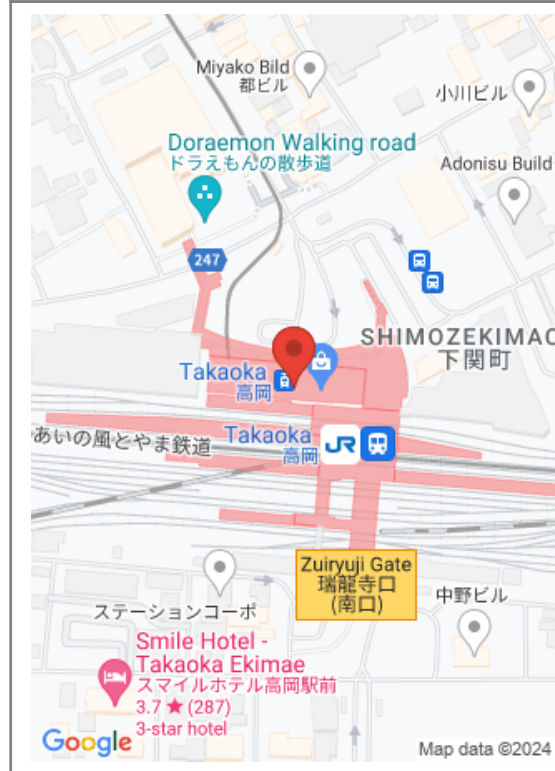 Miyako Bild
都ビル
小川ビル
Doraemon Walking road
ドラえもんの散歩道
Adonisu Build
247
SHIMOZEKIMAC
下関町
Takaoka
高岡
Takaoka
高岡
JR
あいの風とやま鉄道
Zuiryuji Gate
瑞龍寺口
(南口)
ステーションコーポ
中野ビル
Smile Hotel -
Takaoka Ekimae
スマイルホテル高岡駅前
3.7 ★ (287)
3-star hotel
Google
Map data ©2024